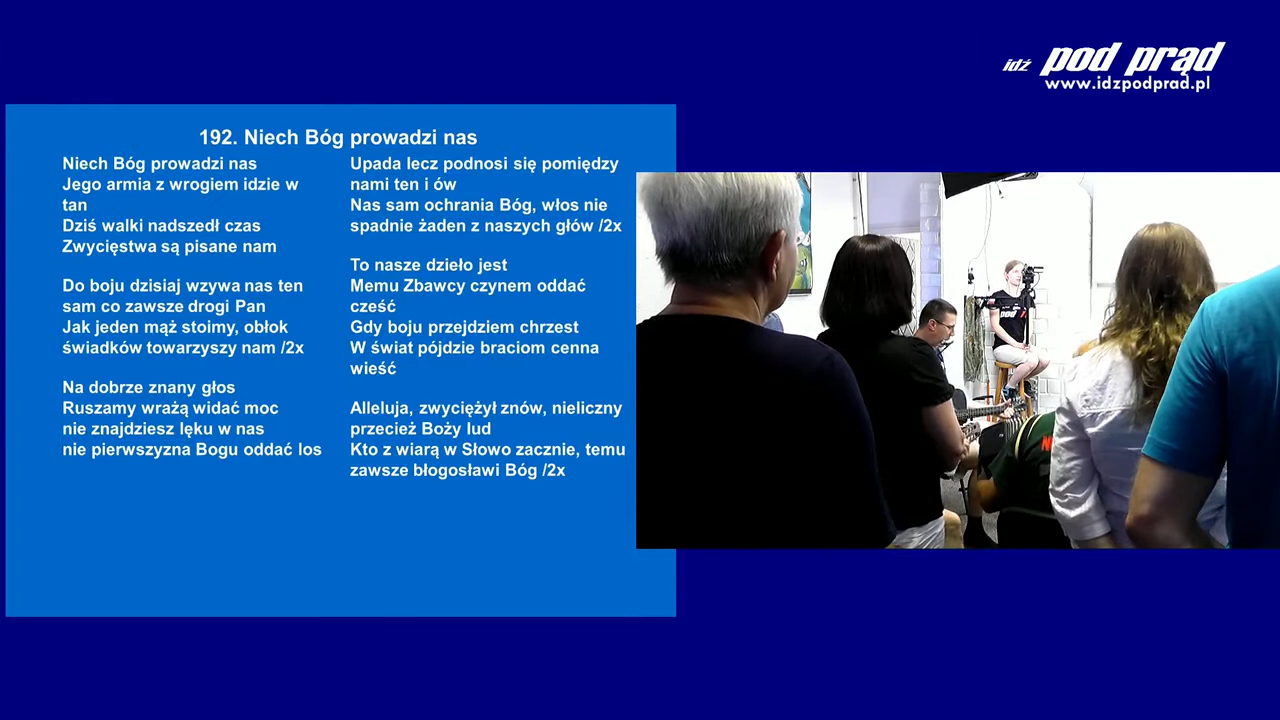 idź pod prąd
www.idzpodprad.pl
192. Niech Bóg prowadzi nas
Niech Bóg prowadzi nas
Jego armia z wrogiem idzie w
tan
Dziś walki nadszedł czas
Zwycięstwa są pisane nam
Do boju dzisiaj wzywa nas ten
sam co zawsze drogi Pan
Jak jeden mąż stoimy, obłok
świadków towarzyszy nam /2x
Na dobrze znany głos
Ruszamy wrażą widać moc
nie znajdziesz lęku w nas
nie pierwszyzna Bogu oddać los
Upada lecz podnosi się pomiędzy
nami ten i ów
Nas sam ochrania Bóg, włos nie
spadnie żaden z naszych głów /2x
To nasze dzieło jest
Memu Zbawcy czynem oddać
cześć
Gdy boju przejdziem chrzest
W świat pójdzie braciom cenna
wieść
Alleluja, zwyciężył znów, nieliczny
przecież Boży lud
Kto z wiarą w Słowo zacznie, temu
zawsze błogosławi Bóg /2x